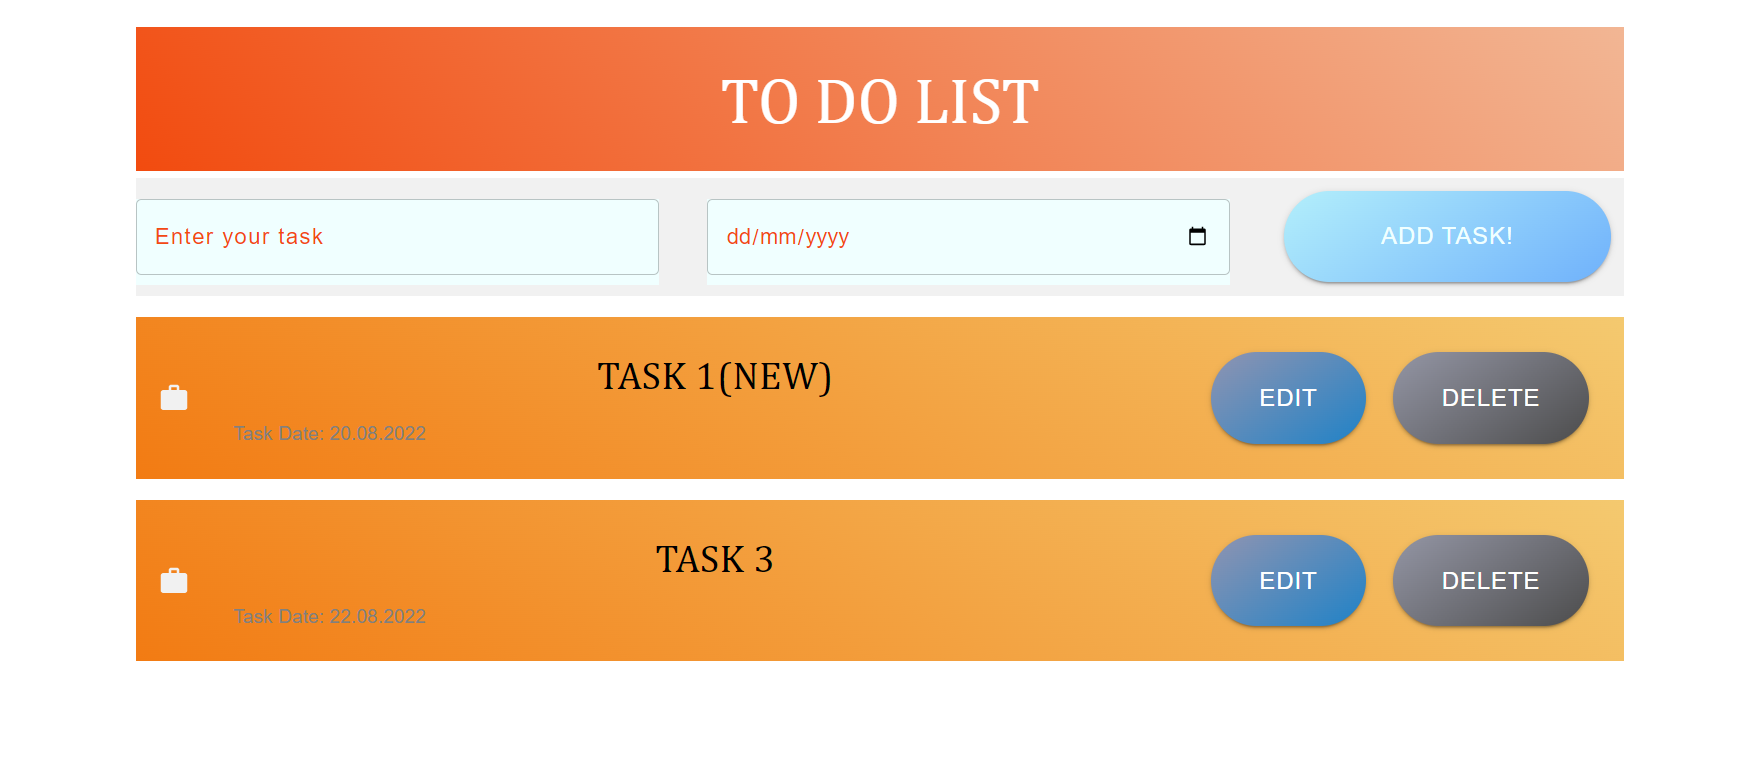 TO DO LIST
Enter your task
dd/mm/yyyy
ADD TASK!
TASK 1(NEW)
Task Date: 20.08.2022
EDIT
DELETE
TASK 3
Task Date: 22.08.2022
EDIT
DELETE